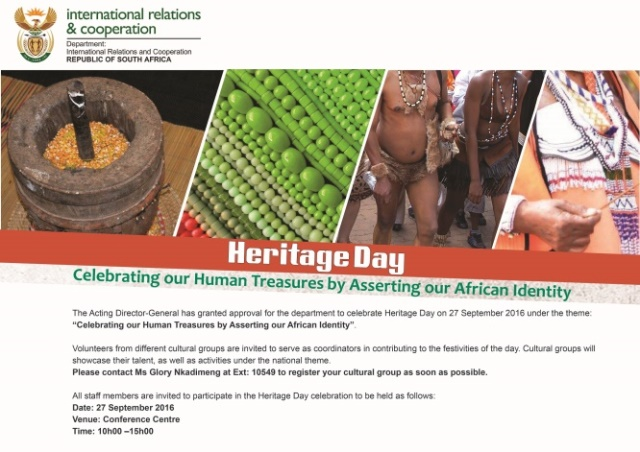 international relations
& cooperation
Department:
International Relations and Cooperation
REPUBLIC OF SOUTH AFRICA
Heritage Day
Celebrating our Human Treasures by Asserting our African Identity
The Acting Director-General has granted approval for the department to celebrate Heritage Day on 27 September 2016 under the theme:
“Celebrating our Human Treasures by Asserting our African Identity”.
Volunteers from different cultural groups are invited to serve as coordinators in contributing to the festivities of the day. Cultural groups will
showcase their talent, as well as activities under the national theme.
Please contact Ms Glory Nkadimeng at Ext: 10549 to register your cultural group as soon as possible.
All staff members are invited to participate in the Heritage Day celebration to be held as follows:
Date: 27 September 2016
Venue: Conference Centre
Time: 10h00 –15h00